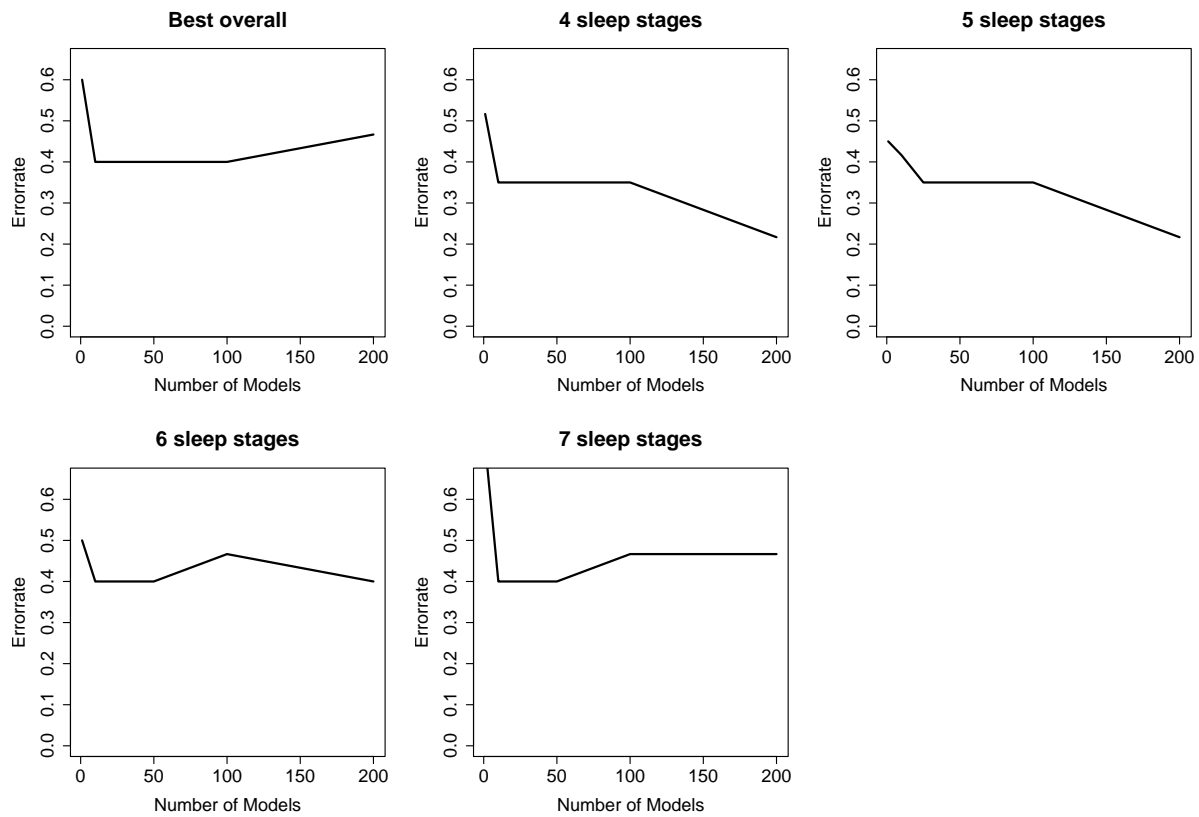 Best overall
4 sleep stages
5 sleep stages
Errorrate
0.0 0.1 0.2 0.3 0.4 0.5 0.6
0 50 100 150 200
Number of Models
Errorrate
0.0 0.1 0.2 0.3 0.4 0.5 0.6
0 50 100 150 200
Number of Models
Errorrate
0.0 0.1 0.2 0.3 0.4 0.5 0.6
0 50 100 150 200
Number of Models
6 sleep stages
7 sleep stages
Errorrate
0.0 0.1 0.2 0.3 0.4 0.5 0.6
0 50 100 150 200
Number of Models
Errorrate
0.0 0.1 0.2 0.3 0.4 0.5 0.6
0 50 100 150 200
Number of Models